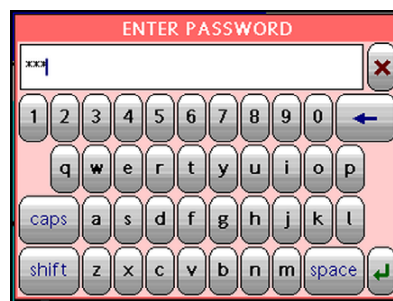 ENTER PASSWORD
***
1 2 3 4 5 6 7 8 9 0
q w e r t y u i o p
caps a s d f g h j k l
shift z x c v b n m space